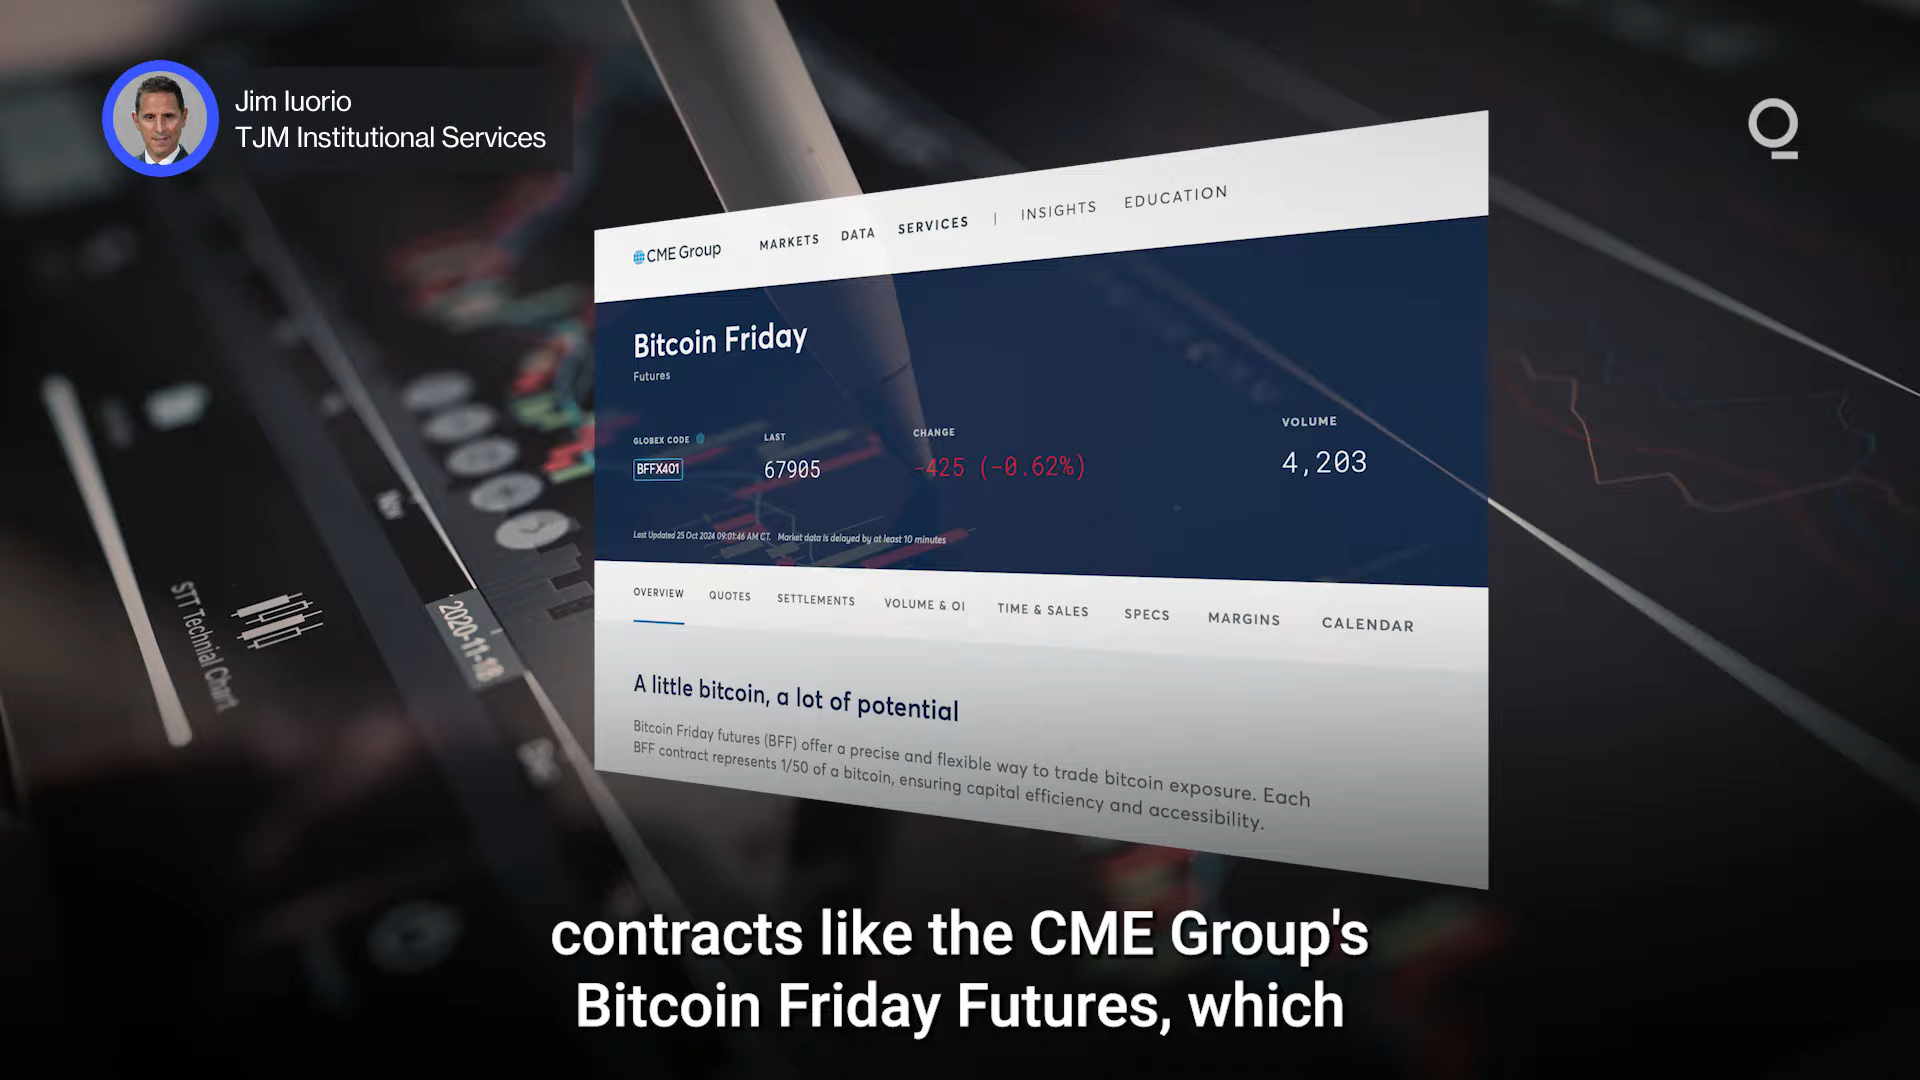 Jim Iuorio
TJM Institutional Services
CME Group MARKETS DATA SERVICES | INSIGHTS EDUCATION
Bitcoin Friday
Futures
GLOBEX CODE LAST CHANGE VOLUME
BFFX401 67905 -425 (-0.62%) 4,203
Last Updated 25 Oct 2024 09:01:46 AM CT. Market data is delayed by at least 10 minutes
OVERVIEW QUOTES SETTLEMENTS VOLUME & OI TIME & SALES SPECS MARGINS CALENDAR
A little bitcoin, a lot of potential
Bitcoin Friday futures (BFF) offer a precise and flexible way to trade bitcoin exposure. Each
BFF contract represents 1/50 of a bitcoin, ensuring capital efficiency and accessibility.
Nov
STT Technial Chart
2020-11-18
Dec
contracts like the CME Group's
Bitcoin Friday Futures, which